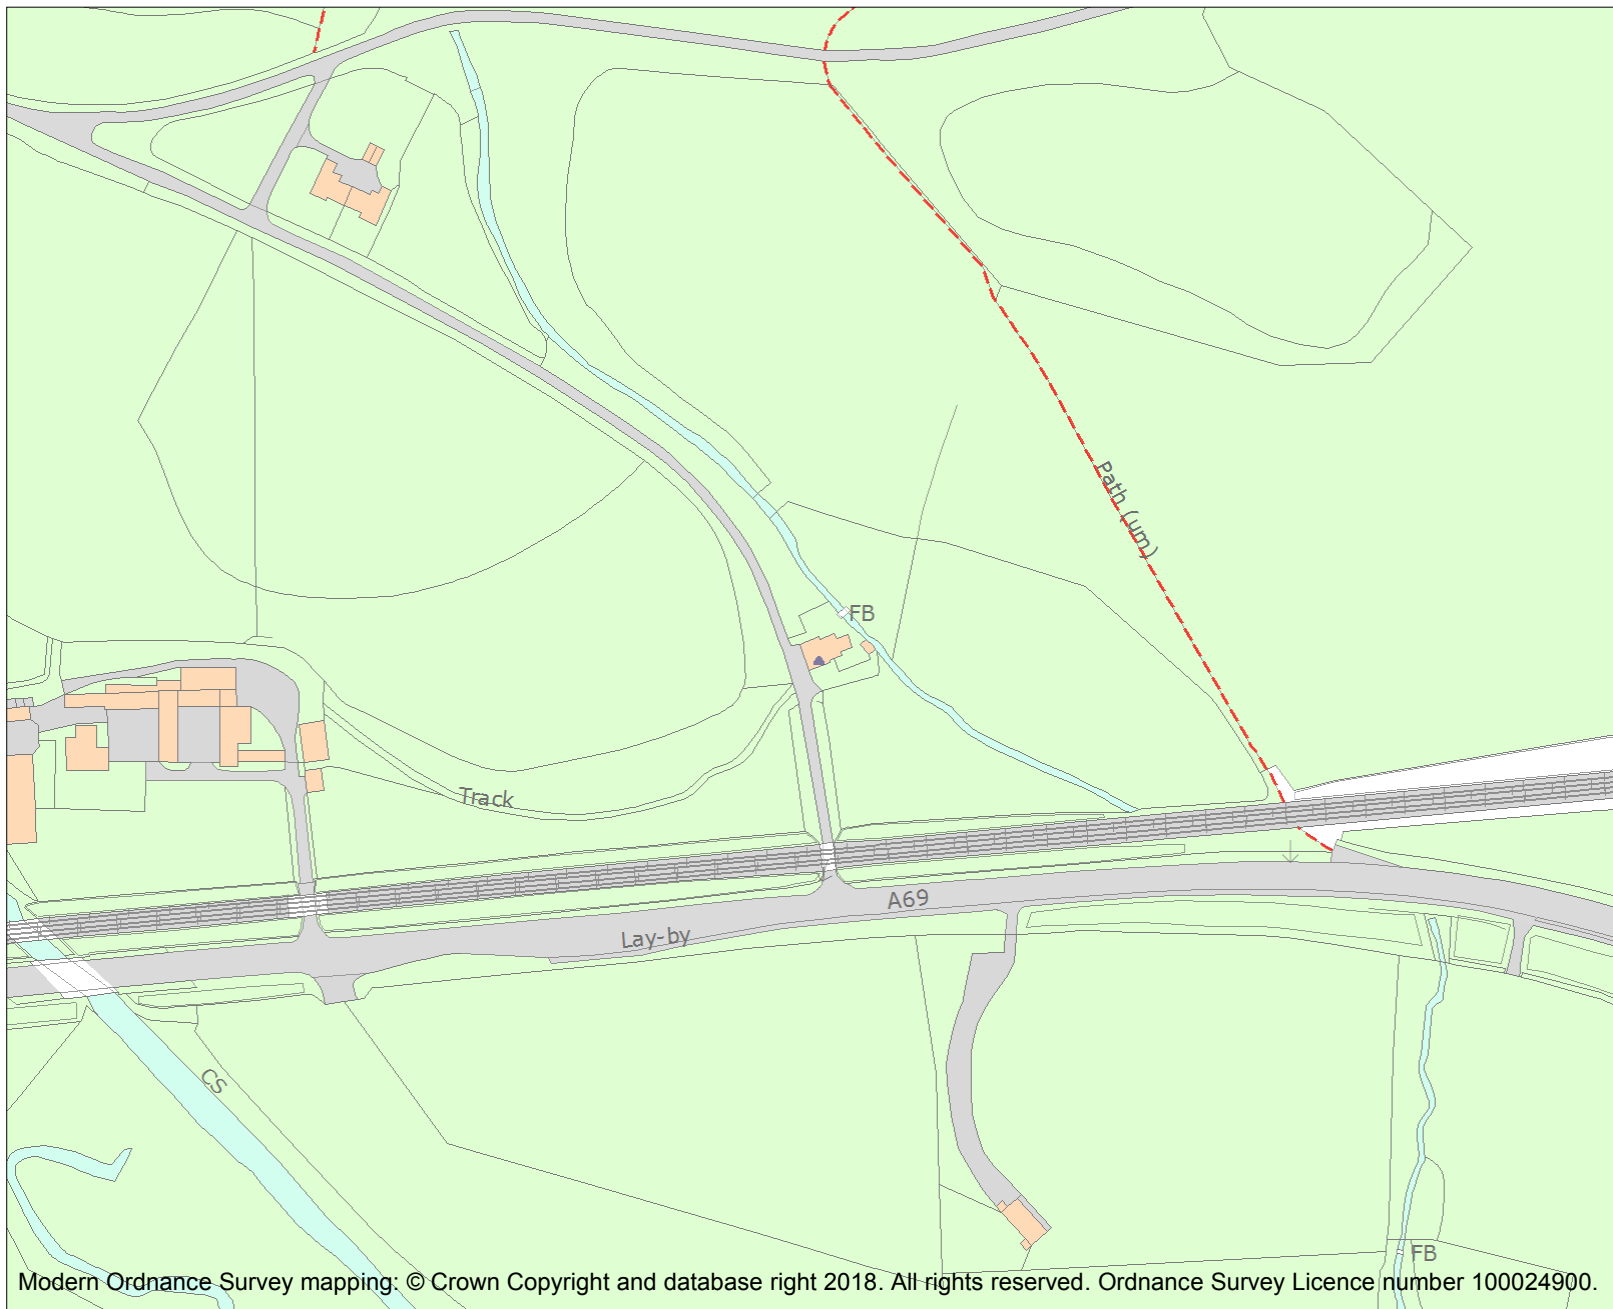 Path (um)
FB
Track
A69
Lay-by
CS
FB
Modern Ordnance Survey mapping: © Crown Copyright and database right 2018. All rights reserved. Ordnance Survey Licence number 100024900.